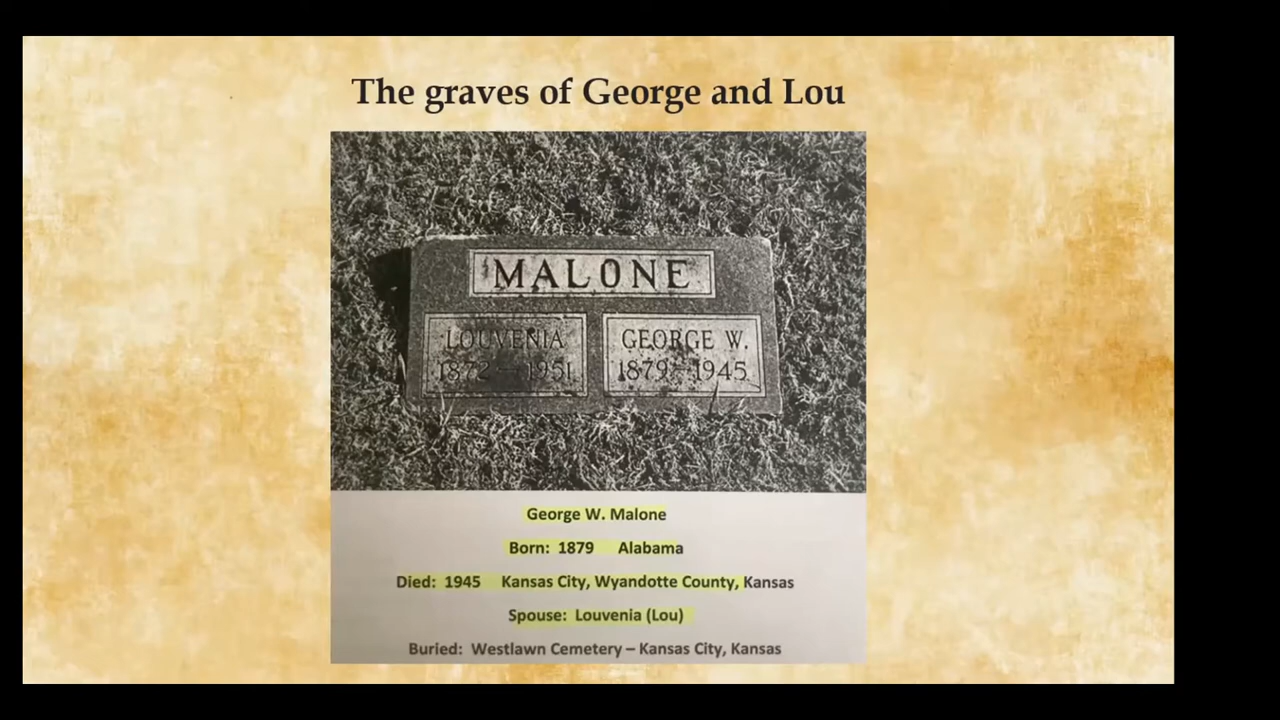 The graves of George and Lou
MALONE
LOUVENIA
1872 - 1951
GEORGE W.
1879 - 1945
George W. Malone
Born: 1879 Alabama
Died: 1945 Kansas City, Wyandotte County, Kansas
Spouse: Louvenia (Lou)
Buried: Westlawn Cemetery – Kansas City, Kansas